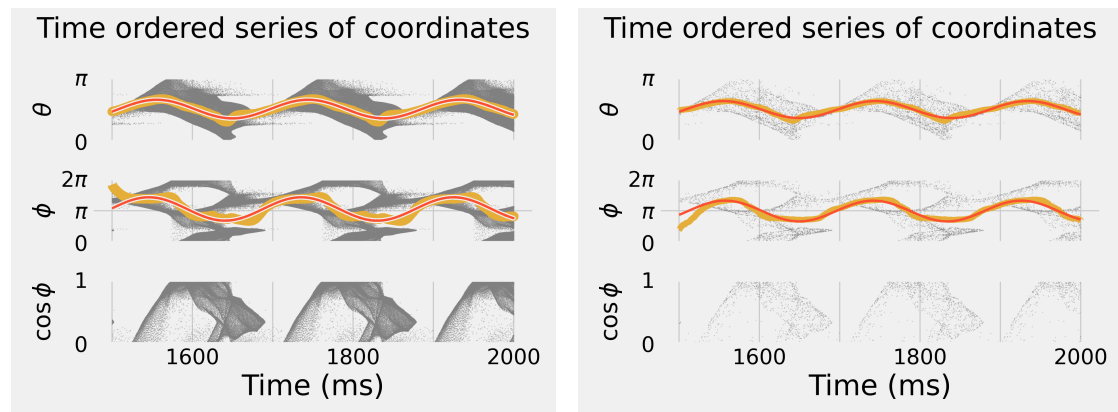 Time ordered series of coordinates
π
θ
0
2π
ϕ
π
0
1
cos ϕ
0
1600
1800
2000
Time (ms)
Time ordered series of coordinates
π
θ
0
2π
ϕ
π
0
1
cos ϕ
0
1600
1800
2000
Time (ms)